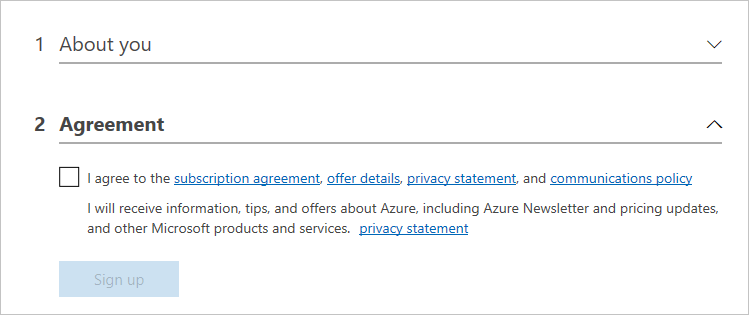 1 About you
2 Agreement
I agree to the subscription agreement, offer details, privacy statement, and communications policy
I will receive information, tips, and offers about Azure, including Azure Newsletter and pricing updates,
and other Microsoft products and services. privacy statement
Sign up